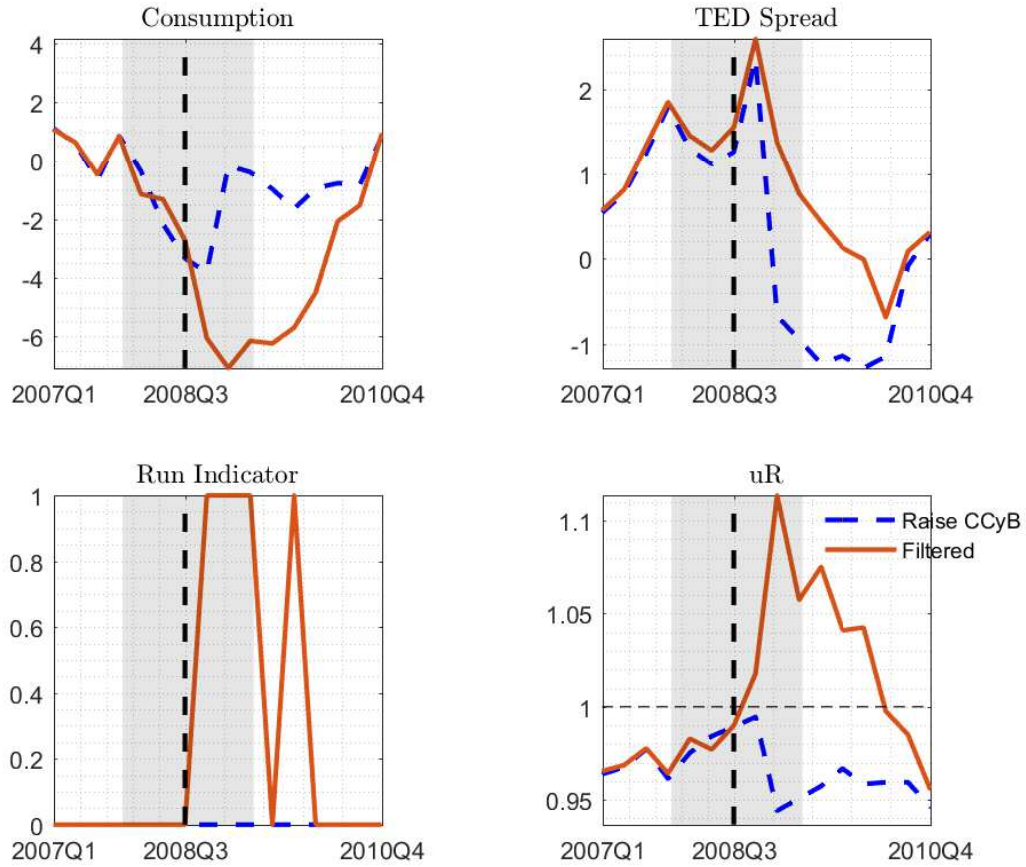 Consumption
4
2
0
-2
-4
-6
2007Q1 2008Q3 2010Q4
TED Spread
2
1
0
-1
2007Q1 2008Q3 2010Q4
Run Indicator
1
0.8
0.6
0.4
0.2
0
2007Q1 2008Q3 2010Q4
uR
1.1
1.05
1
0.95
Raise CCyB
Filtered
2007Q1 2008Q3 2010Q4